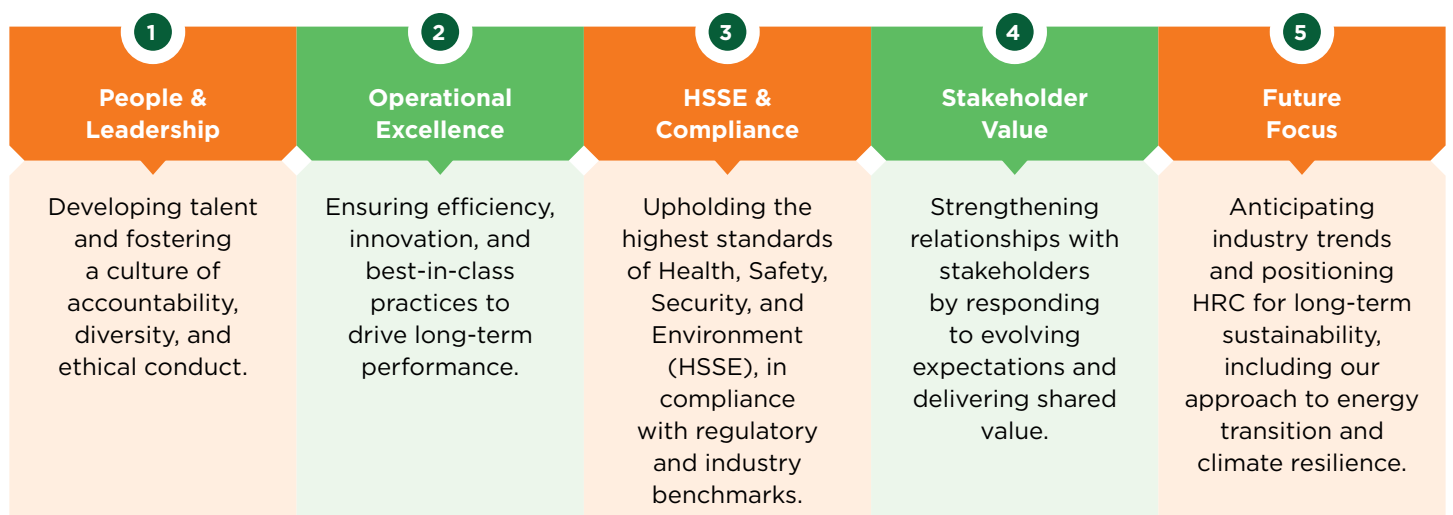 1
People &
Leadership
Developing talent
and fostering
a culture of
accountability,
diversity, and
ethical conduct.
2
Operational
Excellence
Ensuring efficiency,
innovation, and
best-in-class
practices to
drive long-term
performance.
3
HSSE &
Compliance
Upholding the
highest standards
of Health, Safety,
Security, and
Environment
(HSSE), in
compliance
with regulatory
and industry
benchmarks.
4
Stakeholder
Value
Strengthening
relationships with
stakeholders
by responding
to evolving
expectations and
delivering shared
value.
5
Future
Focus
Anticipating
industry trends
and positioning
HRC for long-term
sustainability,
including our
approach to energy
transition and
climate resilience.